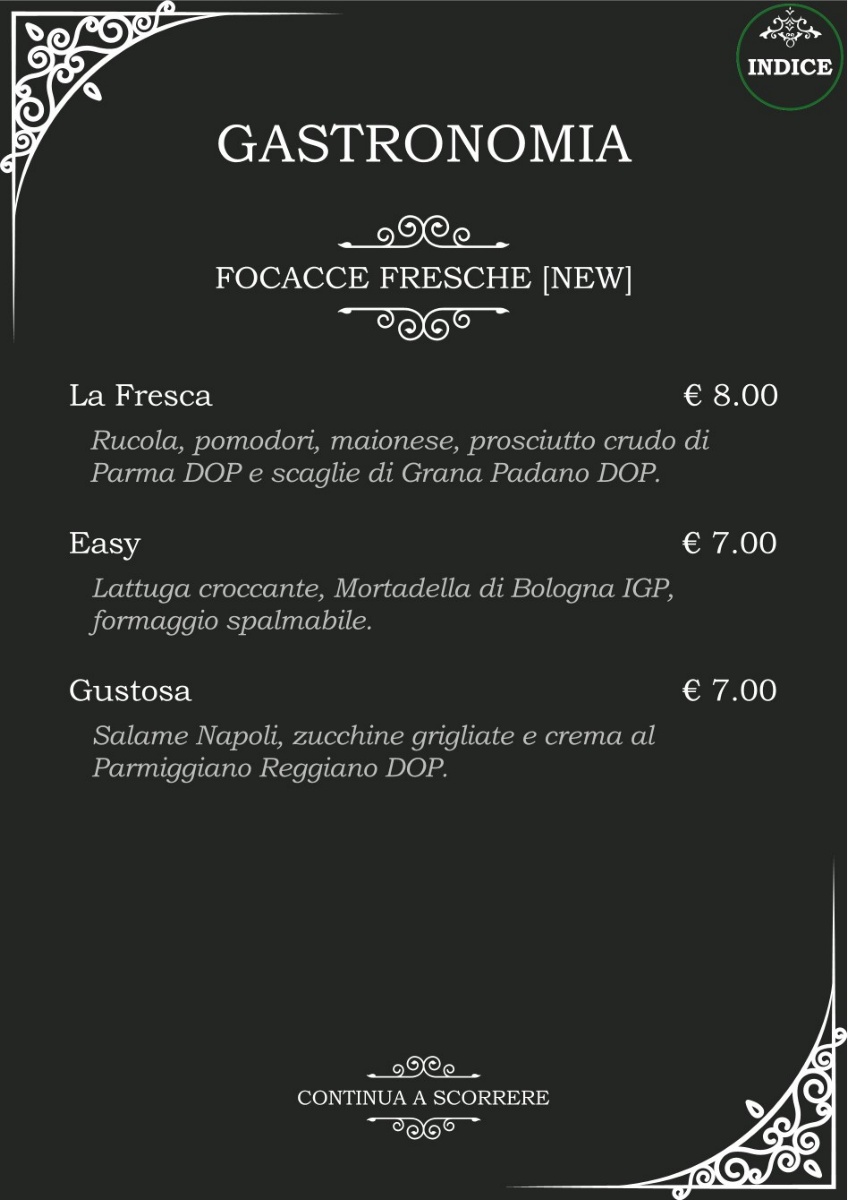 INDICE
GASTRONOMIA
FOCACCE FRESCHE [NEW]
La Fresca € 8.00
Rucola, pomodori, maionese, prosciutto crudo di
Parma DOP e scaglie di Grana Padano DOP.
Easy € 7.00
Lattuga croccante, Mortadella di Bologna IGP,
formaggio spalmabile.
Gustosa € 7.00
Salame Napoli, zucchine grigliate e crema al
Parmiggiano Reggiano DOP.
CONTINUA A SCORRERE